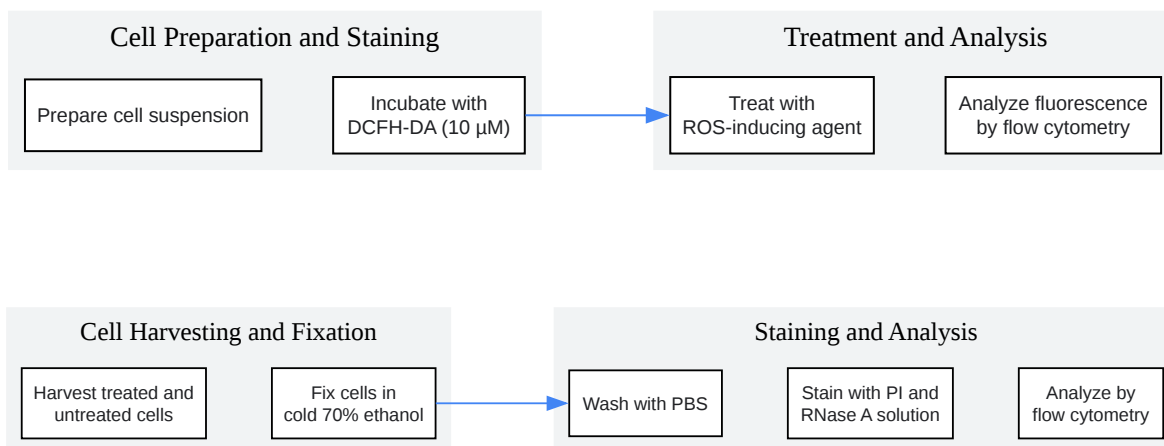 Cell Preparation and Staining
Prepare cell suspension
Incubate with
DCFH-DA (10 µM)
Treatment and Analysis
Treat with
ROS-inducing agent
Analyze fluorescence
by flow cytometry
Cell Harvesting and Fixation
Harvest treated and
untreated cells
Fix cells in
cold 70% ethanol
Staining and Analysis
Wash with PBS
Stain with PI and
RNase A solution
Analyze by
flow cytometry